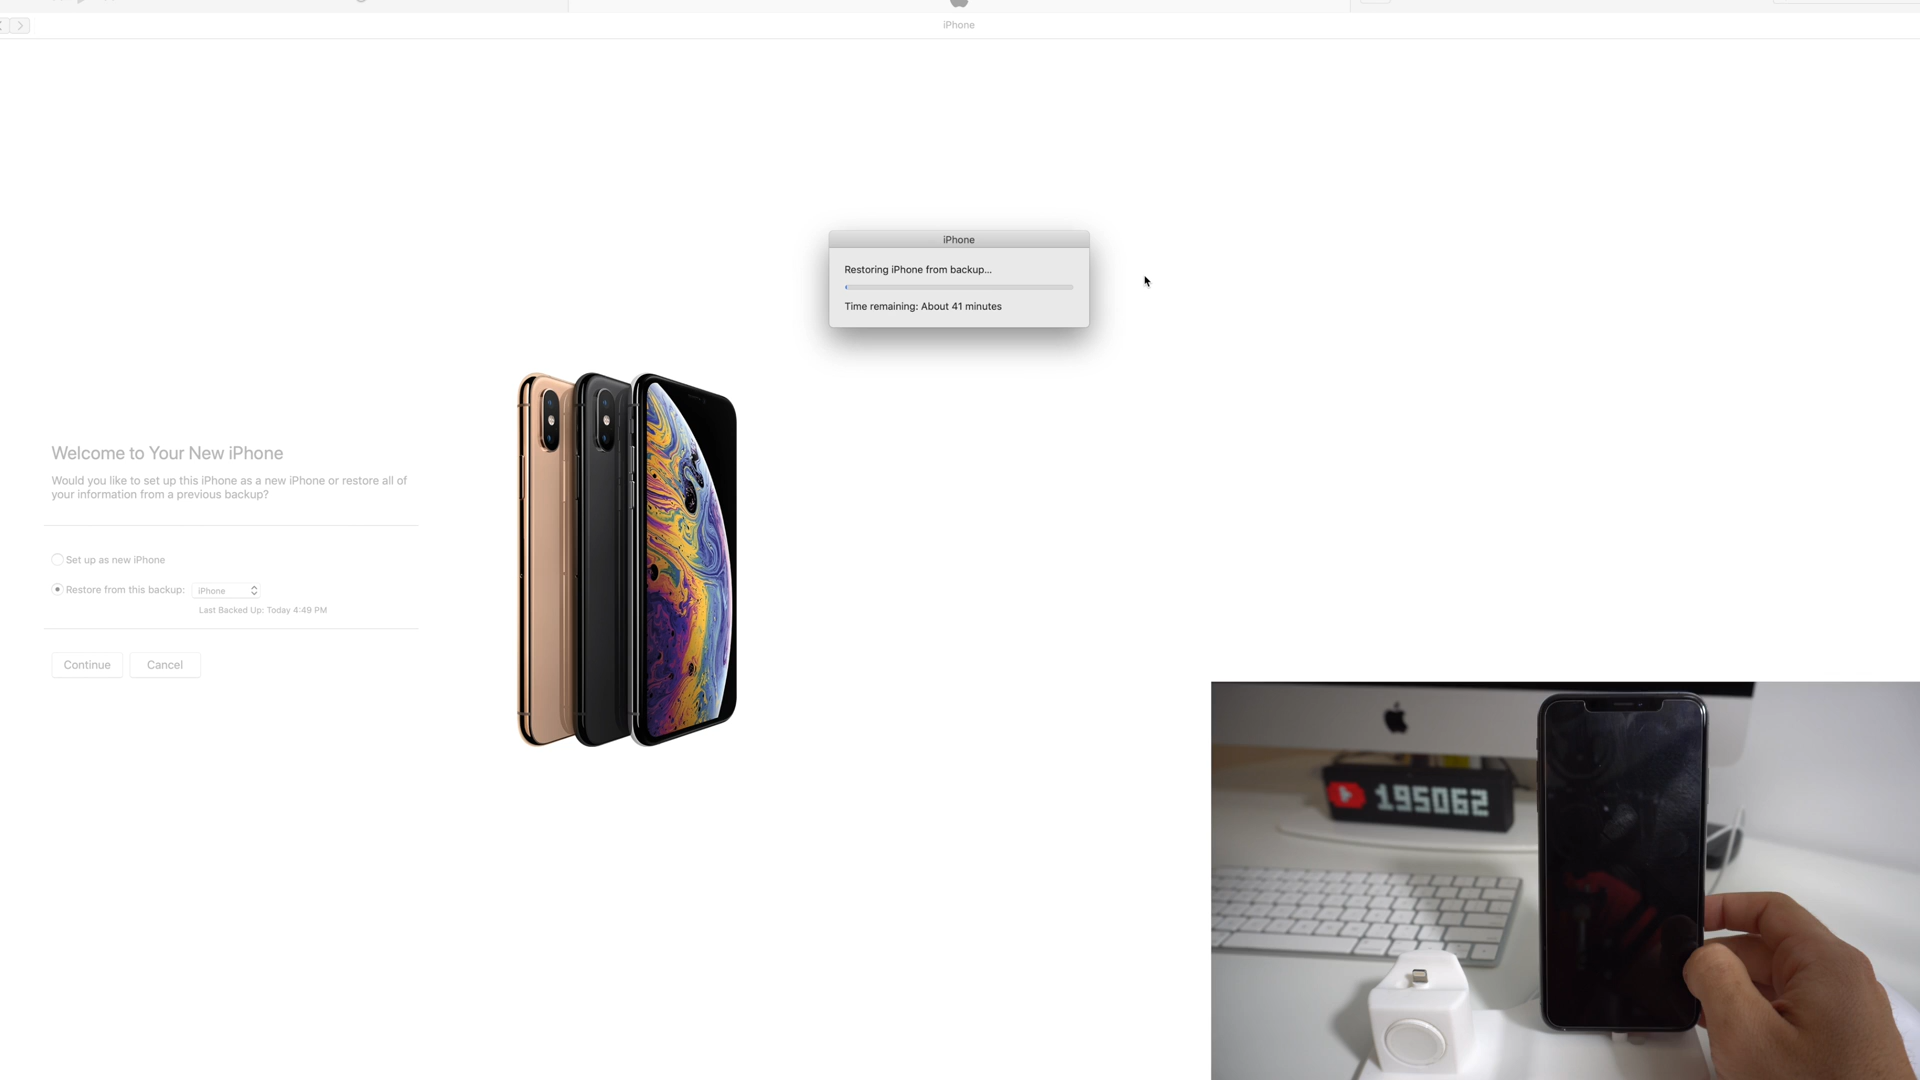 iPhone
iPhone
Restoring iPhone from backup...
Time remaining: About 41 minutes
Welcome to Your New iPhone
Would you like to set up this iPhone as a new iPhone or restore all of
your information from a previous backup?
Set up as new iPhone
Restore from this backup: iPhone
Last Backed Up: Today 4:49 PM
Continue Cancel
195062